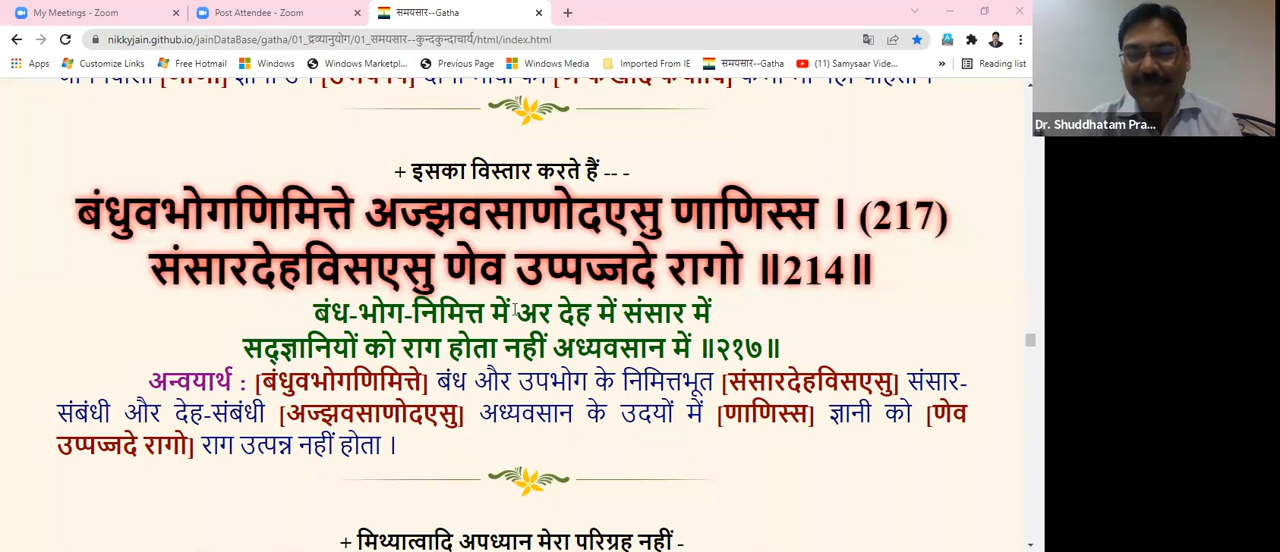 My Meetings - Zoom
Post Attendee - Zoom
समयसार--Gatha
nikkyjain.github.io/jainDataBase/gatha/01_द्रव्यानुयोग/01_समयसार--कुन्दकुन्दाचार्य/html/index.html
Apps Customize Links Free Hotmail Windows Marketpl... Previous Page Windows Media Imported From IE समयसार--Gatha (11) Samysaar Vide... Reading list
Dr. Shuddhatam Pra...
+ इसका विस्तार करते हैं -- -
बंधुवभोगणिमित्ते अज्झवसाणोदएसु णाणिस्स । (217)
संसारदेहविसएसु णेव उप्पज्जदे रागो ॥214॥
बंध-भोग-निमित्त में अर देह में संसार में
सद्ज्ञानियों को राग होता नहीं अध्यवसान में ॥२१७॥
अन्वयार्थ : [बंधुवभोगणिमित्ते] बंध और उपभोग के निमित्तभूत [संसारदेहविसएसु] संसार-
संबंधी और देह-संबंधी [अज्झवसाणोदएसु] अध्यवसान के उदयों में [णाणिस्स] ज्ञानी को [णेव
उप्पज्जदे रागो] राग उत्पन्न नहीं होता ।
+ मिथ्यात्वादि अपध्यान मेरा परिग्रह नहीं -